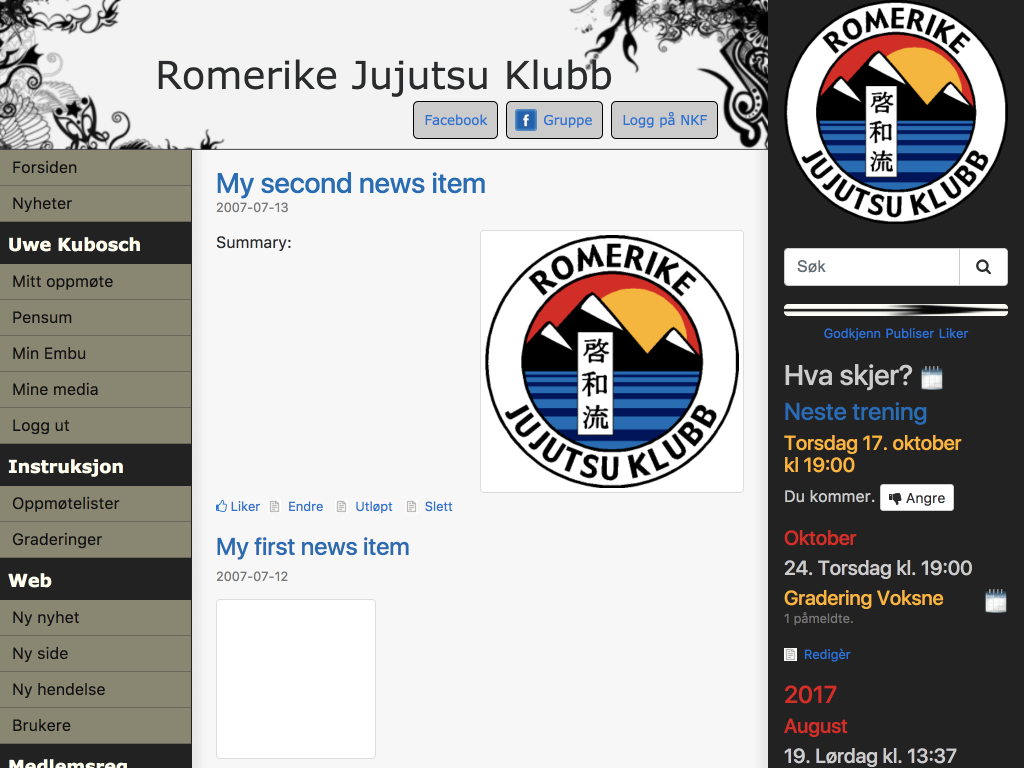 Romerike Jujutsu Klubb
Facebook
Gruppe
Logg på NKF
Forsiden
Nyheter
Uwe Kubosch
Mitt oppmøte
Pensum
Min Embu
Mine media
Logg ut
Instruksjon
Oppmøtelister
Graderinger
Web
Ny nyhet
Ny side
Ny hendelse
Brukere
Medlemsreg
My second news item
2007-07-13
Summary:
ROMERIKE
啓和流
JUJUTSU KLUBB
Liker
Endre
Utløpt
Slett
My first news item
2007-07-12
ROMERIKE
啓和流
JUJUTSU KLUBB
Søk
Godkjenn Publiser Liker
Hva skjer?
Neste trening
Torsdag 17. oktober
kl 19:00
Du kommer.
Angre
Oktober
24. Torsdag kl. 19:00
Gradering Voksne
1 påmeldte.
Redigèr
2017
August
19. Lørdag kl. 13:37